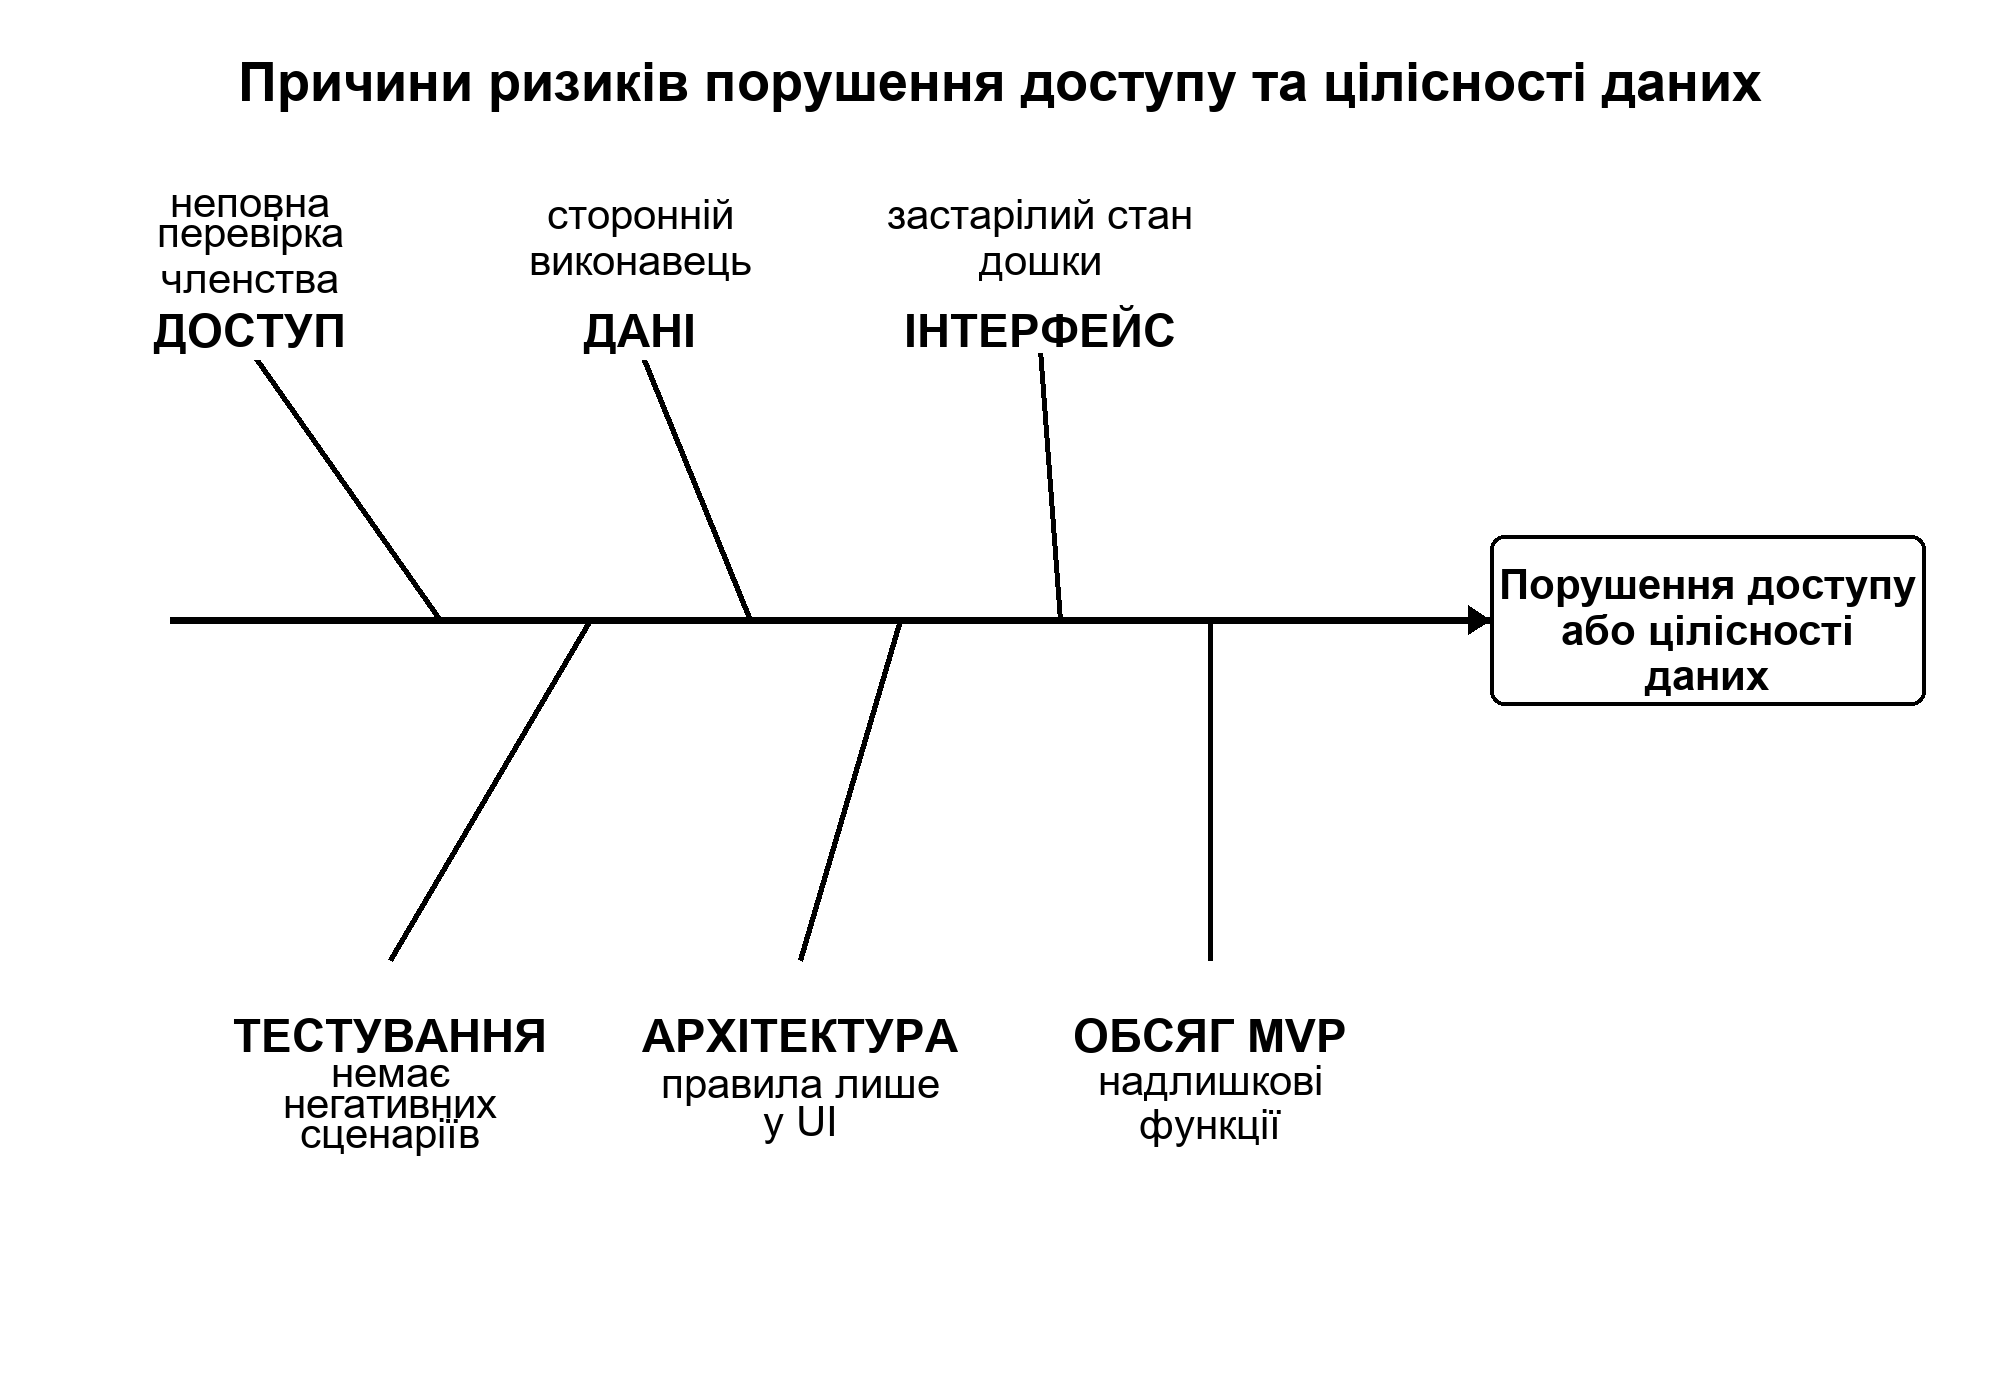 Причини ризиків порушення доступу та цілісності даних
неповна
перевірка
членства
ДОСТУП
сторонній
виконавець
ДАНІ
застарілий стан
дошки
ІНТЕРФЕЙС
Порушення доступу
або цілісності
даних
ТЕСТУВАННЯ
немає
негативних
сценаріїв
АРХІТЕКТУРА
правила лише
у UI
ОБСЯГ MVP
надлишкові
функції